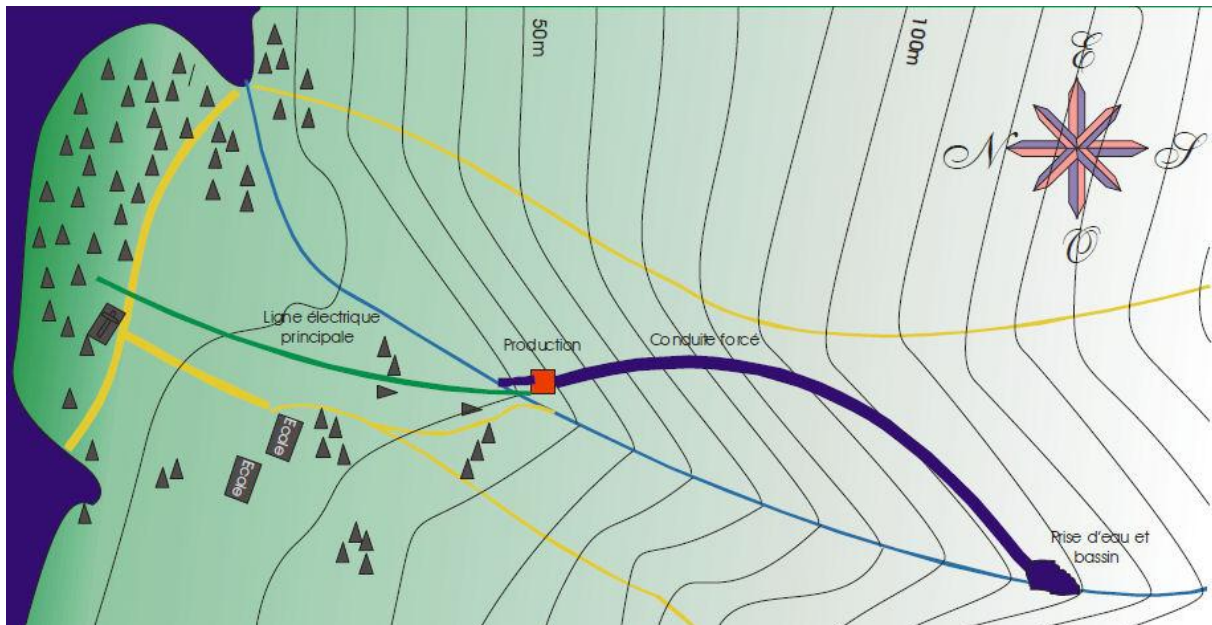 50m
100m
E
N
S
O
Ligne électrique
principale
Production
Conduite forcé
Ecole
Ecole
Prise d'eau et
bassin